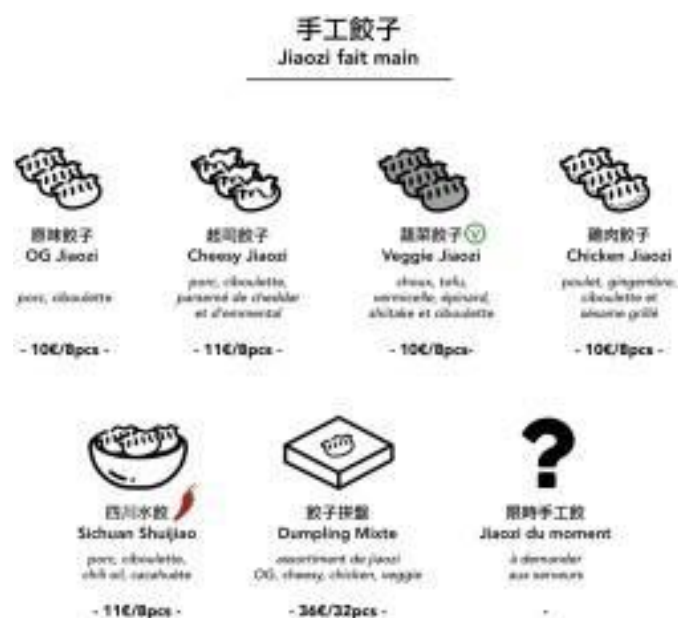 手工餃子
Jiaozi fait main
原味餃子
OG Jiaozi
porc, ciboulette
- 10€/8pcs -
起司餃子
Cheesy Jiaozi
porc, ciboulette,
parsemé de cheddar
et d'emmental
- 11€/8pcs -
蔬菜餃子 V
Veggie Jiaozi
choux, tofu,
vermicelle, épinard,
shiitake et ciboulette
- 10€/8pcs-
雞肉餃子
Chicken Jiaozi
poulet, gingembre,
ciboulette et
sésame grillé
- 10€/8pcs -
四川水餃
Sichuan Shuijiao
porc, ciboulette,
chili oil, cacahuète
- 11€/8pcs -
餃子拼盤
Dumpling Mixte
assortiment de jiaozi
OG, cheesy, chicken, veggie
- 36€/32pcs -
?
限時手工餃
Jiaozi du moment
à demander
aux serveurs
-